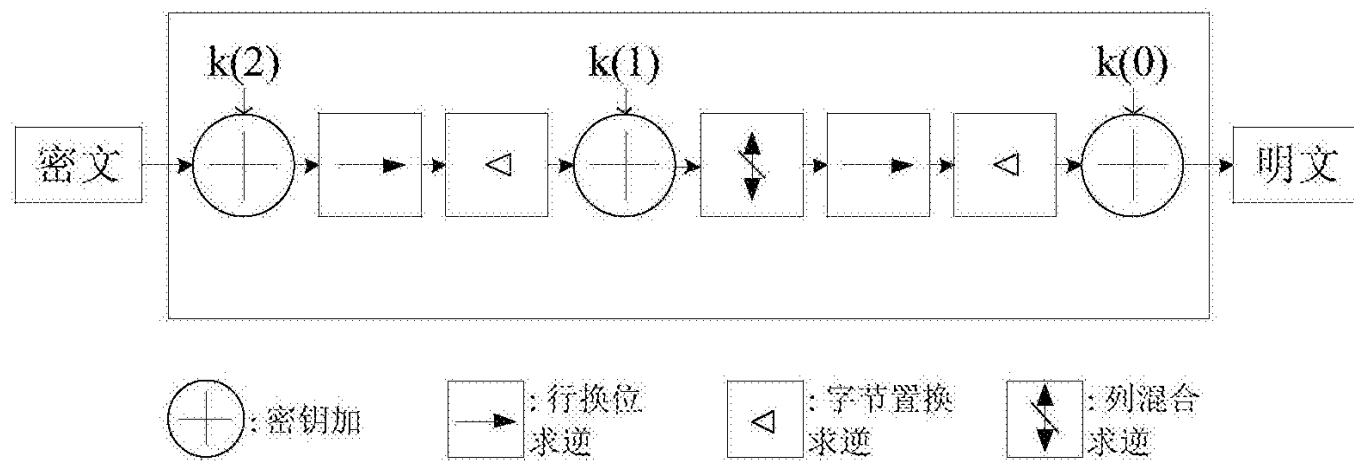 k(2)
k(1)
k(0)
密文
明文
: 密钥加
: 行换位
求逆
: 字节置换
求逆
: 列混合
求逆